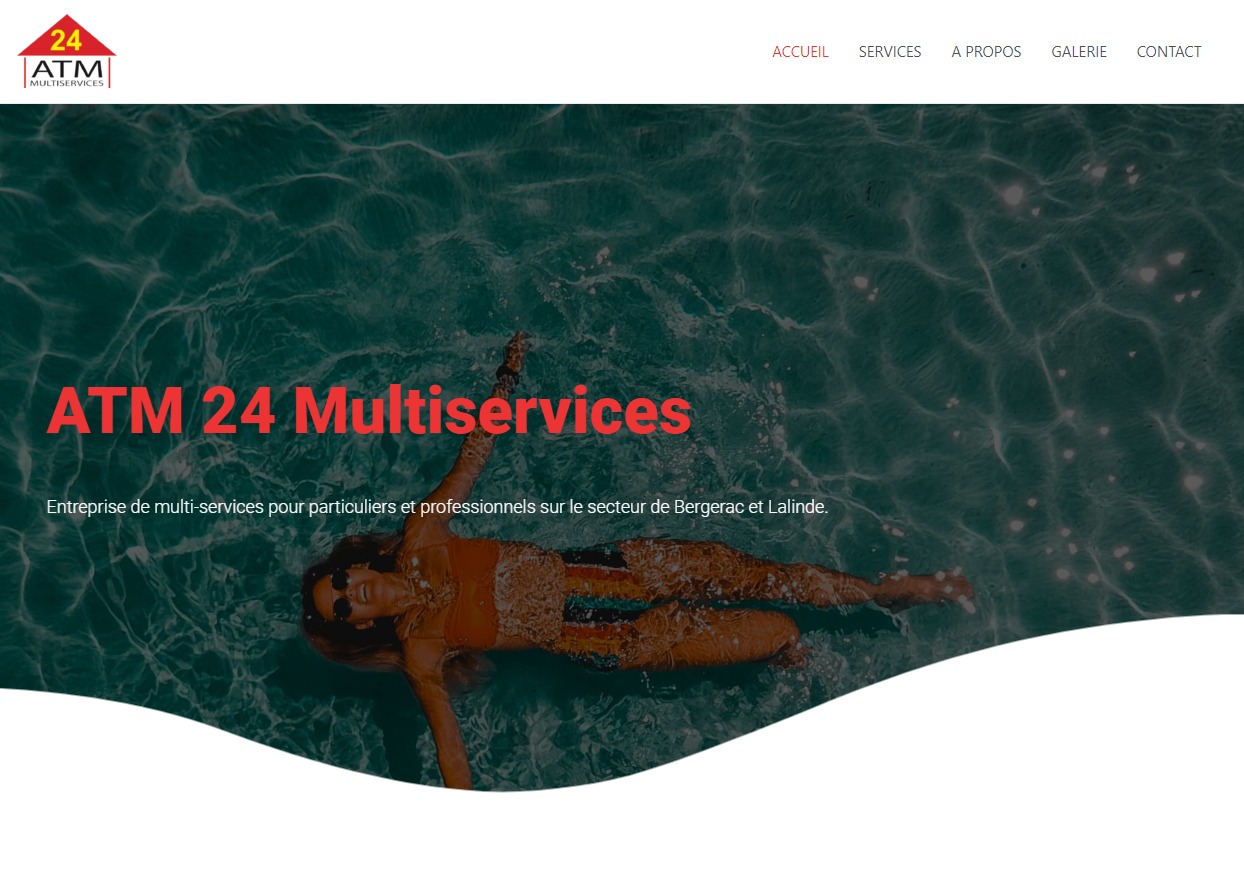 24
ATM
MULTISERVICES
ACCUEIL SERVICES A PROPOS GALERIE CONTACT
ATM 24 Multiservices
Entreprise de multi-services pour particuliers et professionnels sur le secteur de Bergerac et Lalinde.